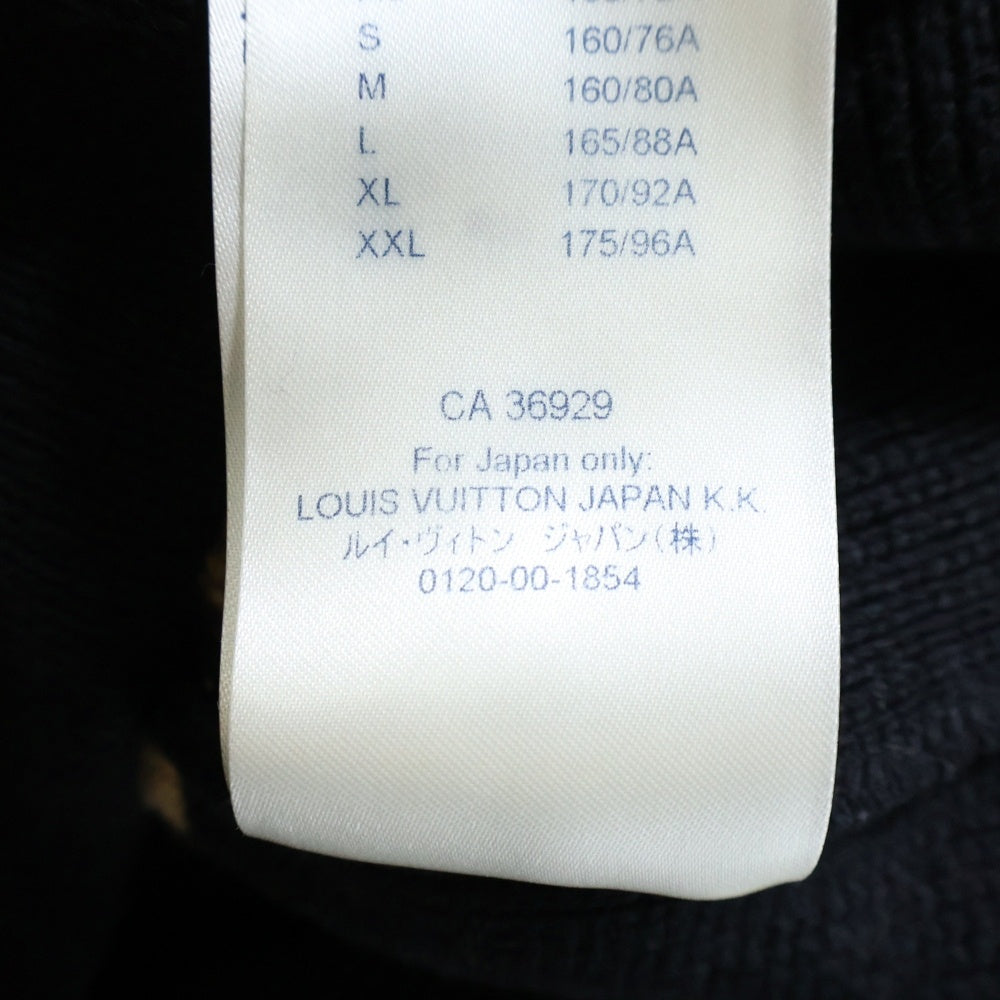 S 160/76A
M 160/80A
L 165/88A
XL 170/92A
XXL 175/96A
CA 36929
For Japan only:
LOUIS VUITTON JAPAN K.K.
ルイ・ヴィトン ジャパン(株)
0120-00-1854